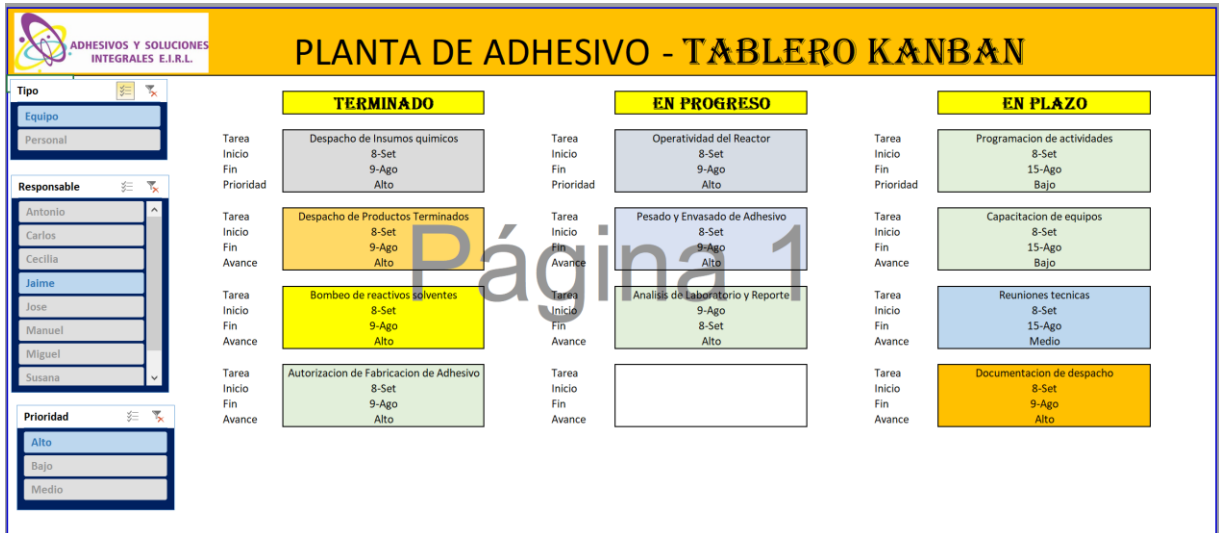 ADHESIVOS Y SOLUCIONES
INTEGRALES E.I.R.L.
PLANTA DE ADHESIVO - TABLERO KANBAN
Tipo
Equipo
Personal
Responsable
Antonio
Carlos
Cecilia
Jaime
Jose
Manuel
Miguel
Susana
Prioridad
Alto
Bajo
Medio
TERMINADO
Tarea Despacho de Insumos quimicos
Inicio 8-Set
Fin 9-Ago
Prioridad Alto
Tarea Despacho de Productos Terminados
Inicio 8-Set
Fin 9-Ago
Avance Alto
Tarea Bombeo de reactivos solventes
Inicio 8-Set
Fin 9-Ago
Avance Alto
Tarea Autorizacion de Fabricacion de Adhesivo
Inicio 8-Set
Fin 9-Ago
Avance Alto
EN PROGRESO
Tarea Operatividad del Reactor
Inicio 8-Set
Fin 9-Ago
Prioridad Alto
Tarea Pesado y Envasado de Adhesivo
Inicio 8-Set
Fin 9-Ago
Avance Alto
Tarea Analisis de Laboratorio y Reporte
Inicio 9-Ago
Fin 8-Set
Avance Alto
Tarea
Inicio
Fin
Avance
EN PLAZO
Tarea Programacion de actividades
Inicio 8-Set
Fin 15-Ago
Prioridad Bajo
Tarea Capacitacion de equipos
Inicio 8-Set
Fin 15-Ago
Avance Bajo
Tarea Reuniones tecnicas
Inicio 8-Set
Fin 15-Ago
Avance Medio
Tarea Documentacion de despacho
Inicio 8-Set
Fin 9-Ago
Avance Alto
Página 1